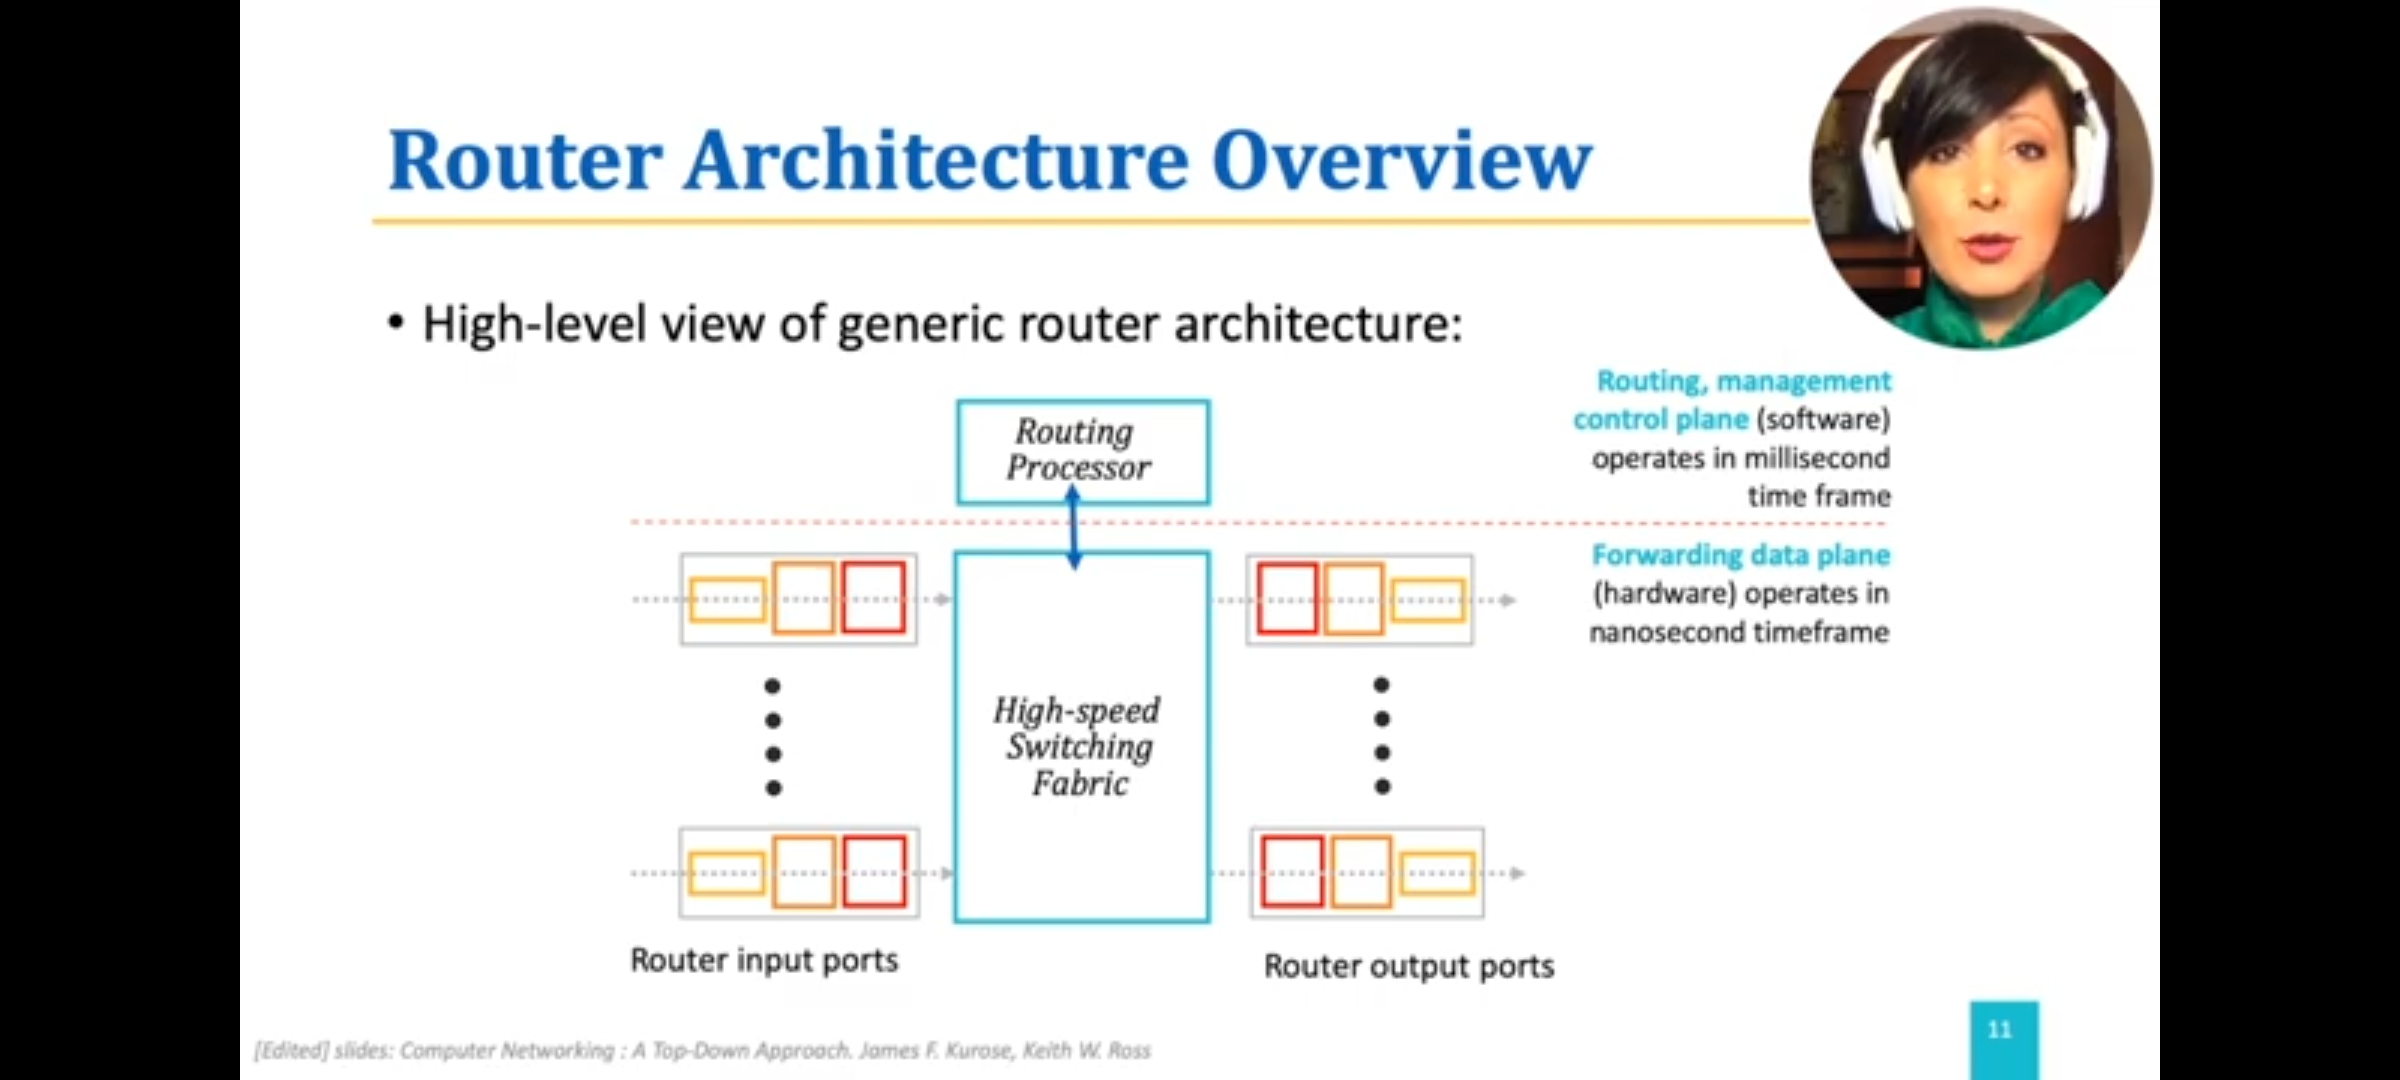 Router Architecture Overview
• High-level view of generic router architecture:
Routing, management
control plane (software)
operates in millisecond
time frame
Routing
Processor
Forwarding data plane
(hardware) operates in
nanosecond timeframe
High-speed
Switching
Fabric
Router input ports
Router output ports
[Edited] slides: Computer Networking : A Top-Down Approach. James F. Kurose, Keith W. Ross
11